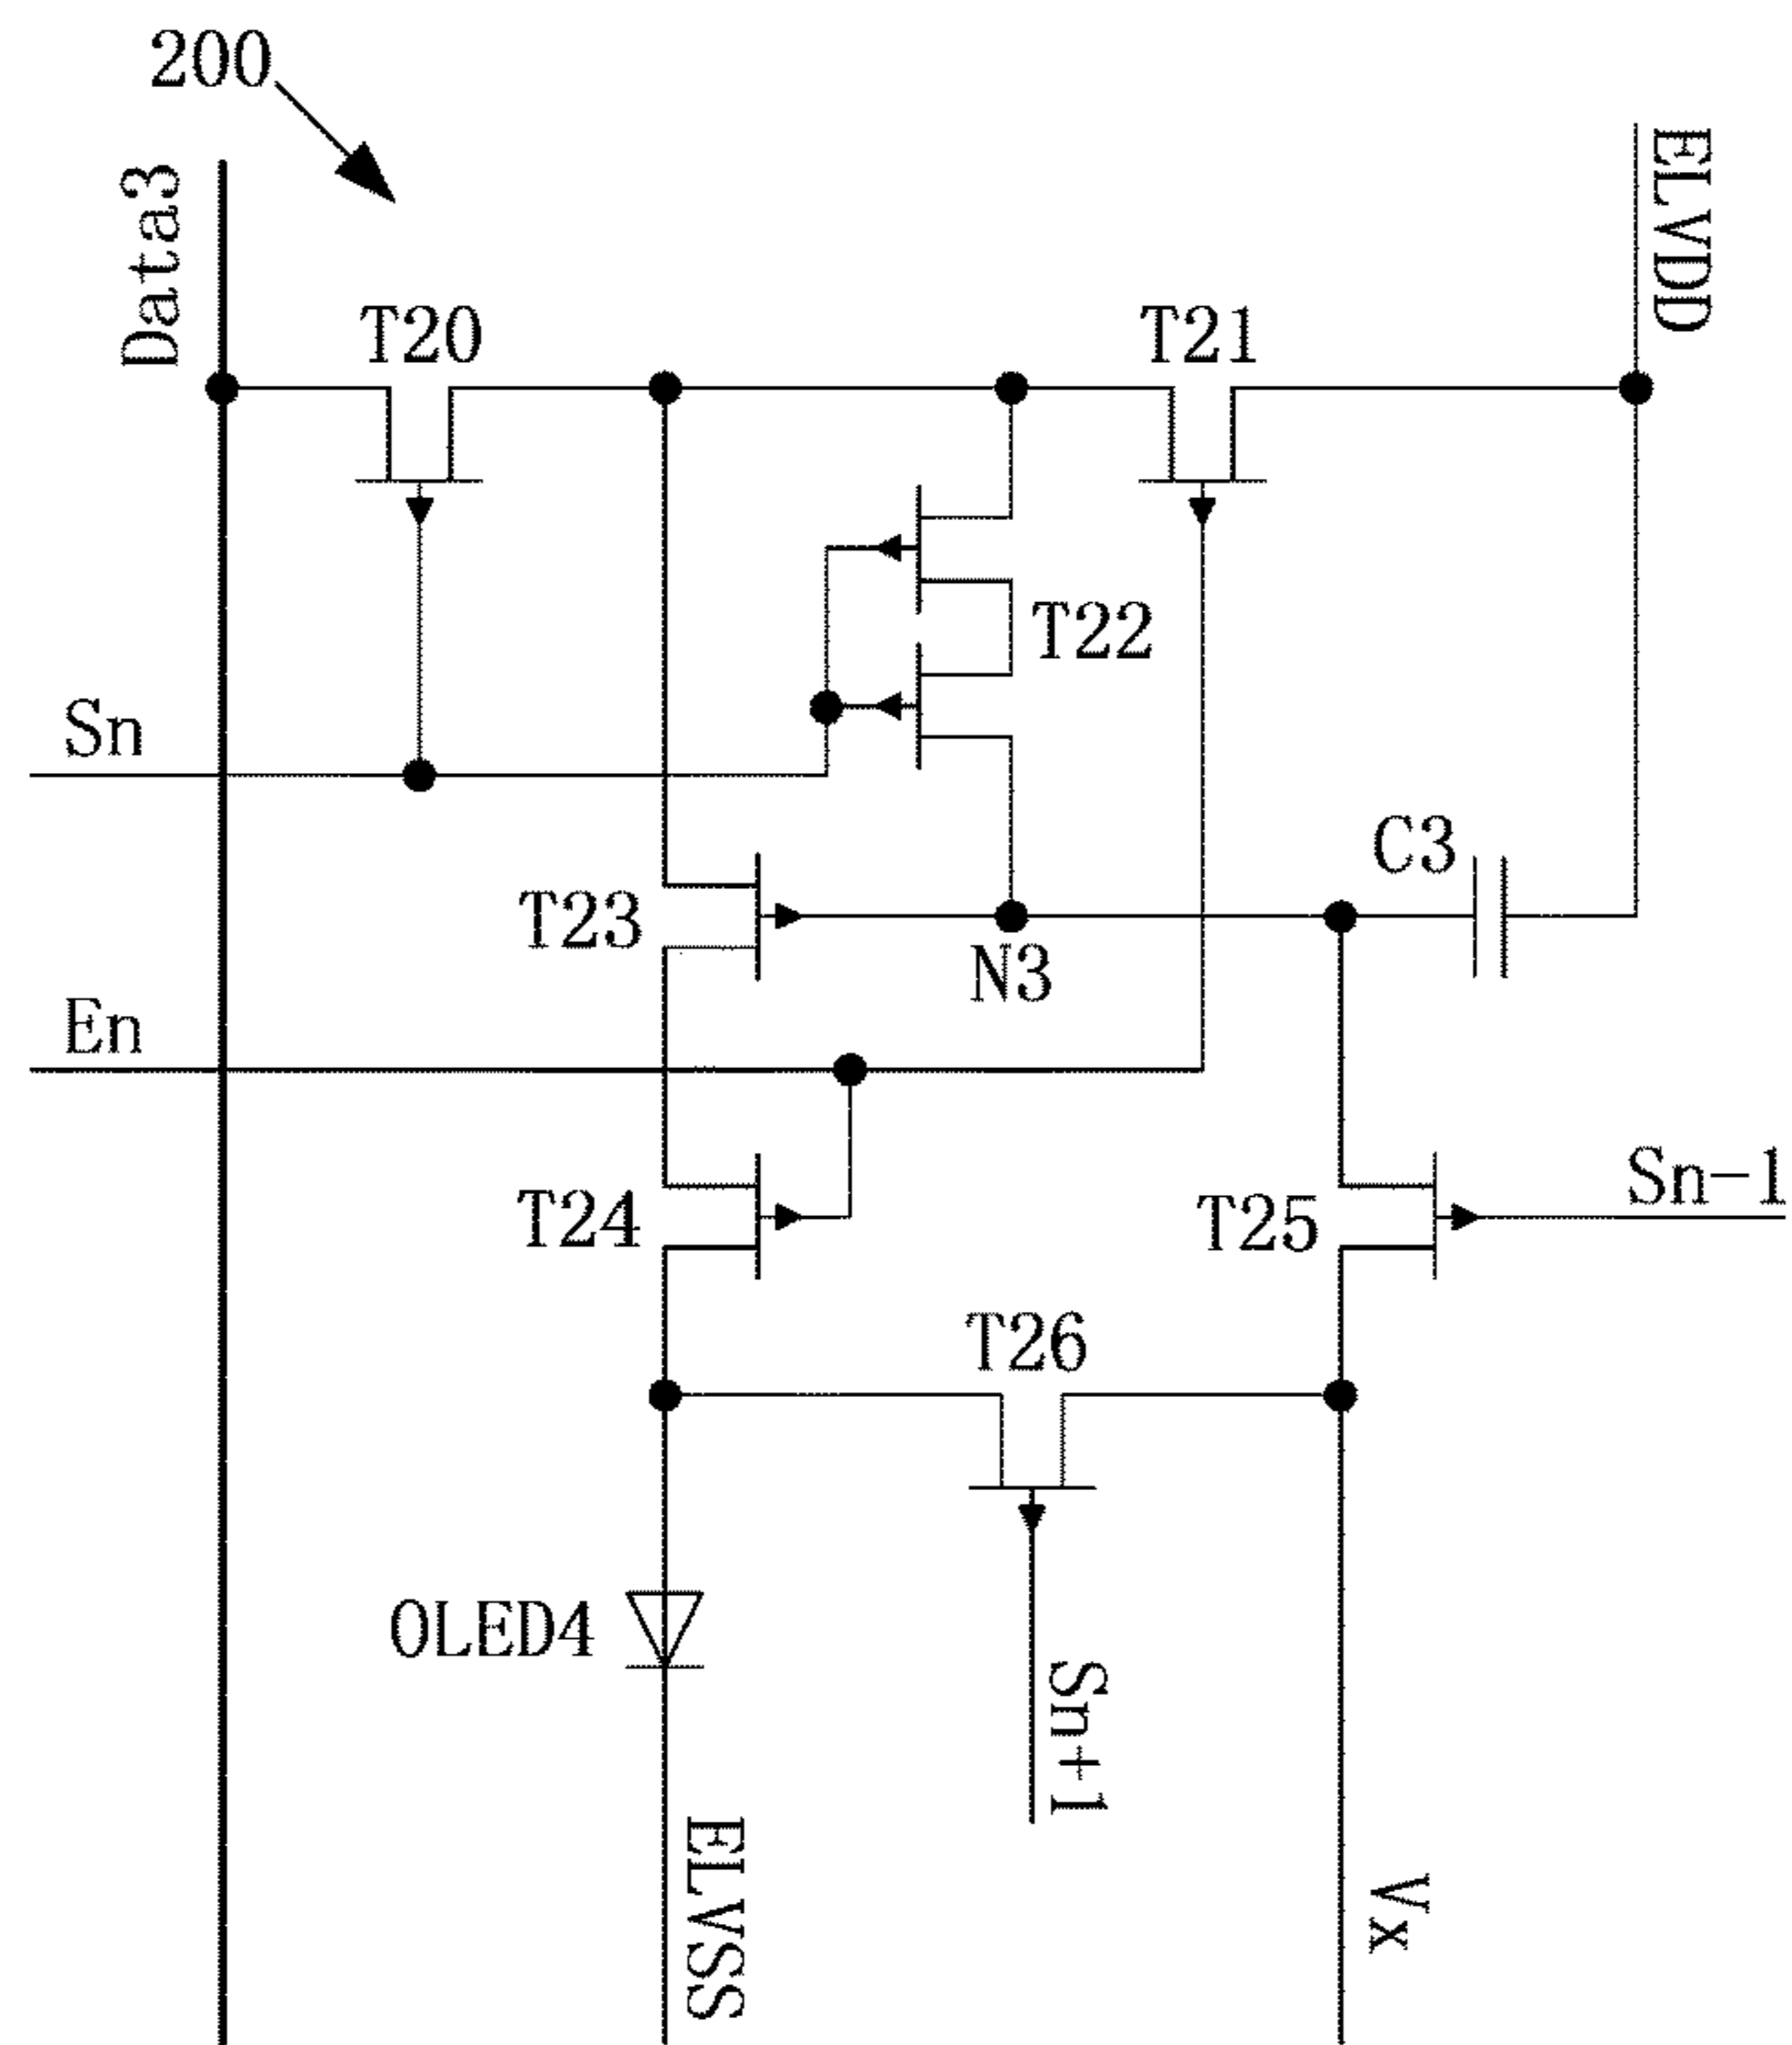 200
Data3
ELVDD
T20
T21
T22
Sn
C3
T23
N3
En
Sn-1
T24
T25
T26
OLED4
Sn+1
ELVSS
Vx